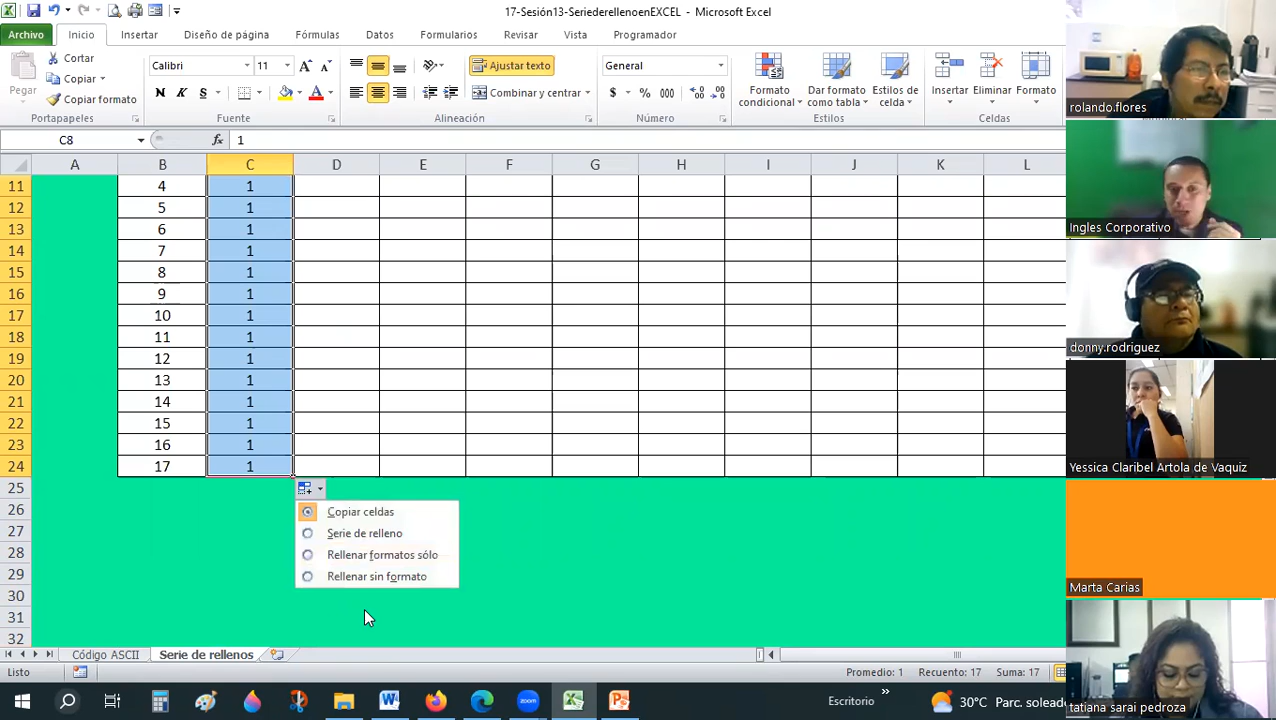 17-Sesión13-SeriederellenoenEXCEL - Microsoft Excel
Archivo Inicio Insertar Diseño de página Fórmulas Datos Formularios Revisar Vista Programador
Pegar
Cortar
Copiar
Copiar formato
Portapapeles
Calibri 11
N K S
Fuente
Ajustar texto
Combinar y centrar
Alineación
General
$ % 000
Número
Formato condicional
Dar formato como tabla
Estilos de celda
Estilos
Insertar
Eliminar
Formato
Celdas
C8 fx 1
A B C D E F G H I J K L
11 4 1
12 5 1
13 6 1
14 7 1
15 8 1
16 9 1
17 10 1
18 11 1
19 12 1
20 13 1
21 14 1
22 15 1
23 16 1
24 17 1
25
26
27
28
29
30
31
32
Copiar celdas
Serie de relleno
Rellenar formatos sólo
Rellenar sin formato
Código ASCII Serie de rellenos
Listo Promedio: 1 Recuento: 17 Suma: 17
zoom
Escritorio
30°C Parc. soleado
rolando.flores
Ingles Corporativo
donny.rodriguez
Yessica Claribel Artola de Vaquiz
Marta Carias
tatiana sarai pedroza